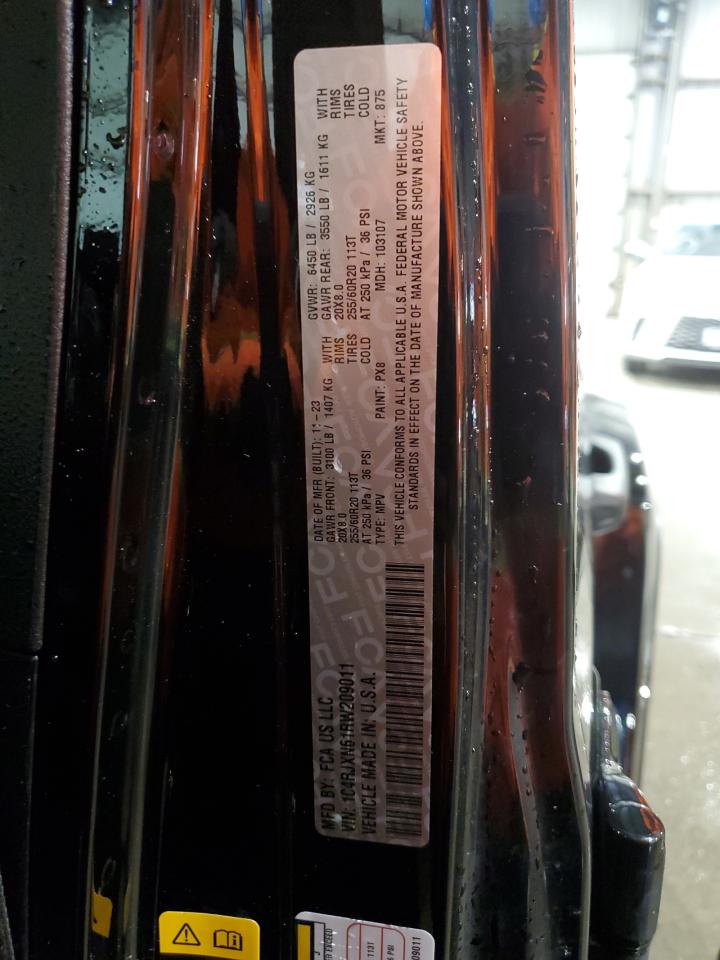 MFD BY: FCA US LLC
VIN: 1C4RJXN61RW209011
VEHICLE MADE IN: U.S.A.
DATE OF MFR (BUILT): 11-23
GAWR FRONT: 3100 LB / 1407 KG WITH
20X8.0 RIMS
255/60R20 113T TIRES
AT 250 kPa / 36 PSI COLD
TYPE: MPV PAINT: PX8
GVWR: 6450 LB / 2926 KG
GAWR REAR: 3550 LB / 1611 KG WITH
20X8.0 RIMS
255/60R20 113T TIRES
AT 250 kPa / 36 PSI COLD
MDH: 103107 MKT: 875
THIS VEHICLE CONFORMS TO ALL APPLICABLE U.S.A. FEDERAL MOTOR VEHICLE SAFETY
STANDARDS IN EFFECT ON THE DATE OF MANUFACTURE SHOWN ABOVE.
113T
PSI
209011